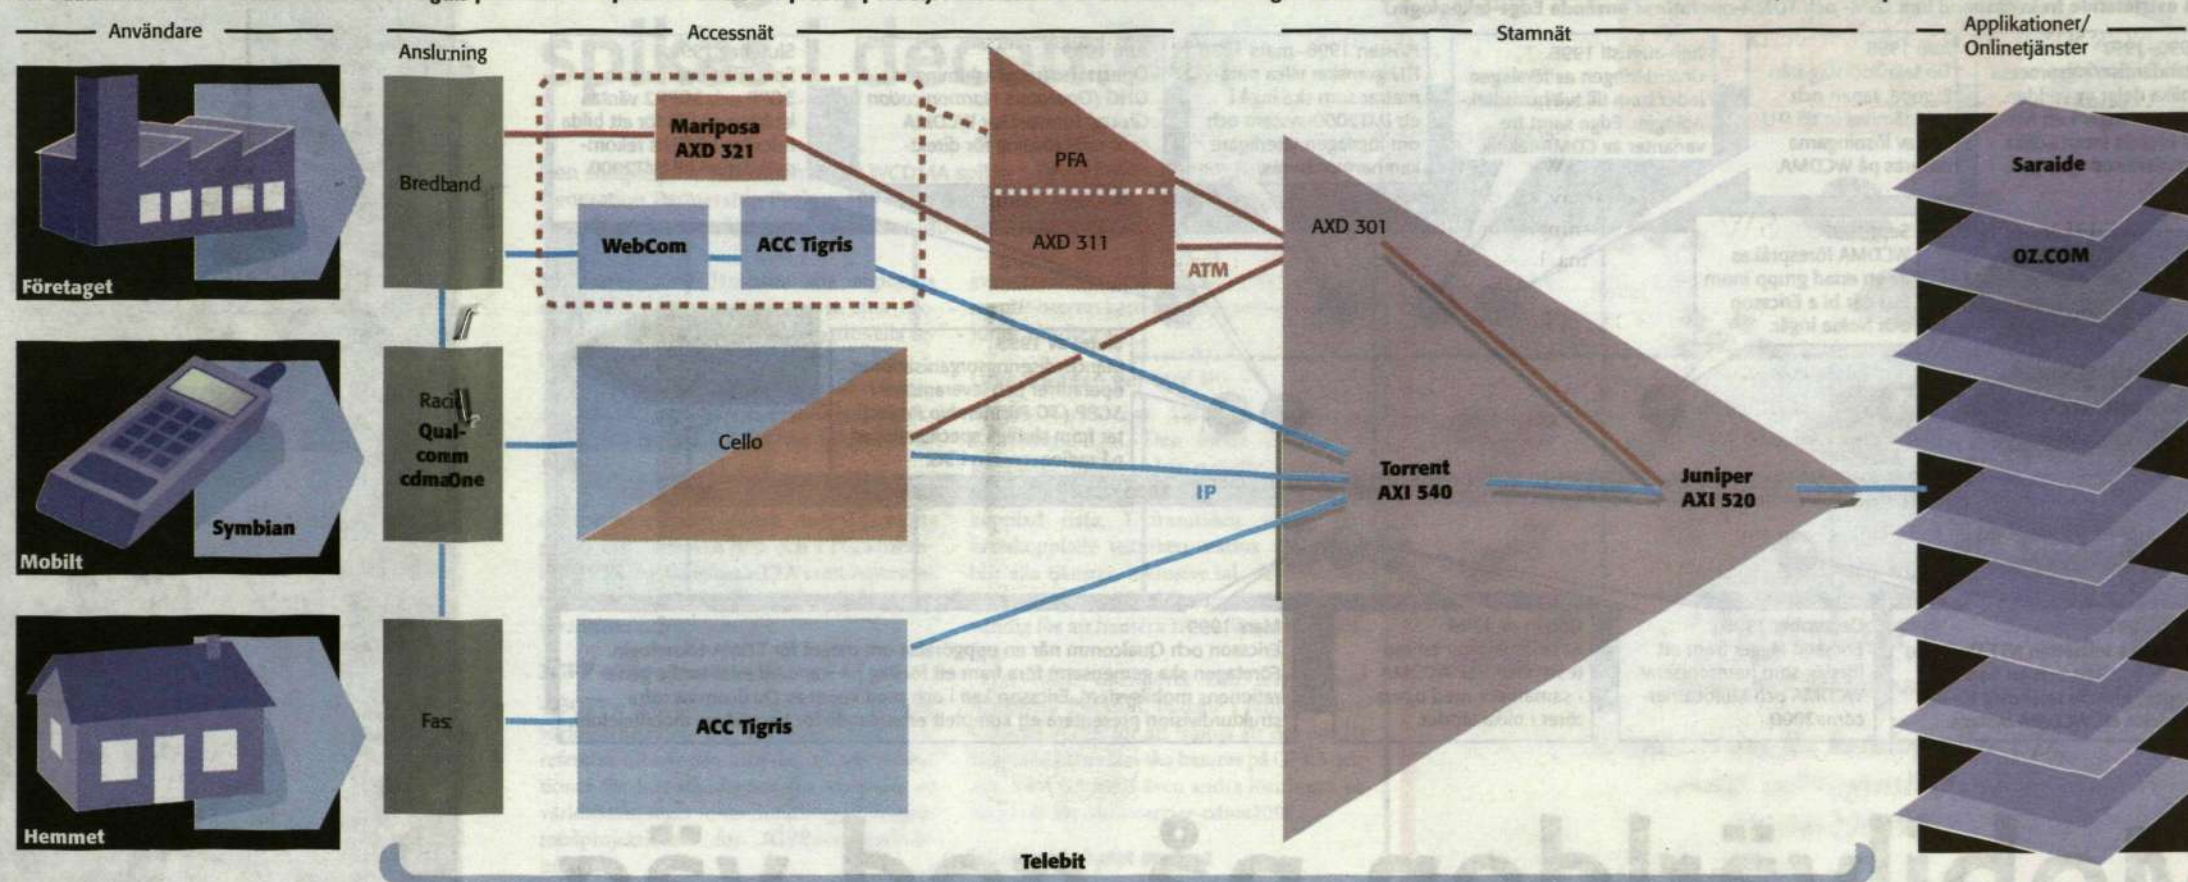 Användare
Accessnät
Stamnät
Applikationer/
Onlinetjänster
Anslutning
Bredband
Mariposa
AXD 321
WebCom
ACC Tigris
PFA
AXD 311
ATM
AXD 301
Saraide
OZ.COM
Företaget
Qual-
comm
cdmaOne
Cello
IP
Torrent
AXI 540
Juniper
AXI 520
Symbian
Mobilt
ACC Tigris
Hemmet
Telebit